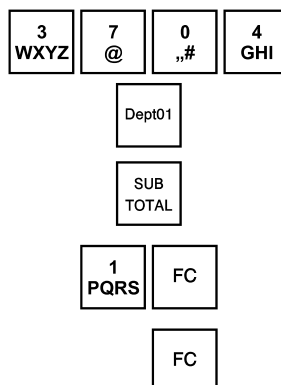 3 7 0 4
WXYZ @ ,,# GHI
Dept01
SUB
TOTAL
1
PQRS FC
FC